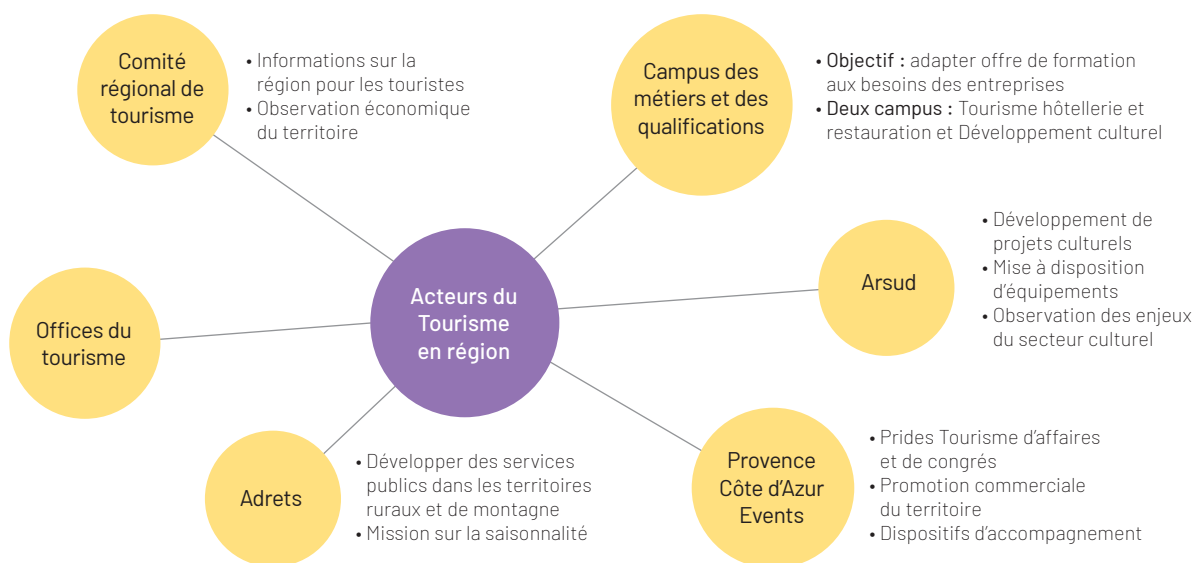 Comité
régional de
tourisme
• Informations sur la
région pour les touristes
• Observation économique
du territoire
Campus des
métiers et des
qualifications
• Objectif : adapter offre de formation
aux besoins des entreprises
• Deux campus : Tourisme hôtellerie et
restauration et Développement culturel
Acteurs du
Tourisme
en région
Arsud
• Développement de
projets culturels
• Mise à disposition
d'équipements
• Observation des enjeux
du secteur culturel
Offices du
tourisme
Adrets
• Développer des services
publics dans les territoires
ruraux et de montagne
• Mission sur la saisonnalité
Provence
Côte d'Azur
Events
• Prides Tourisme d'affaires
et de congrés
• Promotion commerciale
du territoire
• Dispositifs d'accompagnement